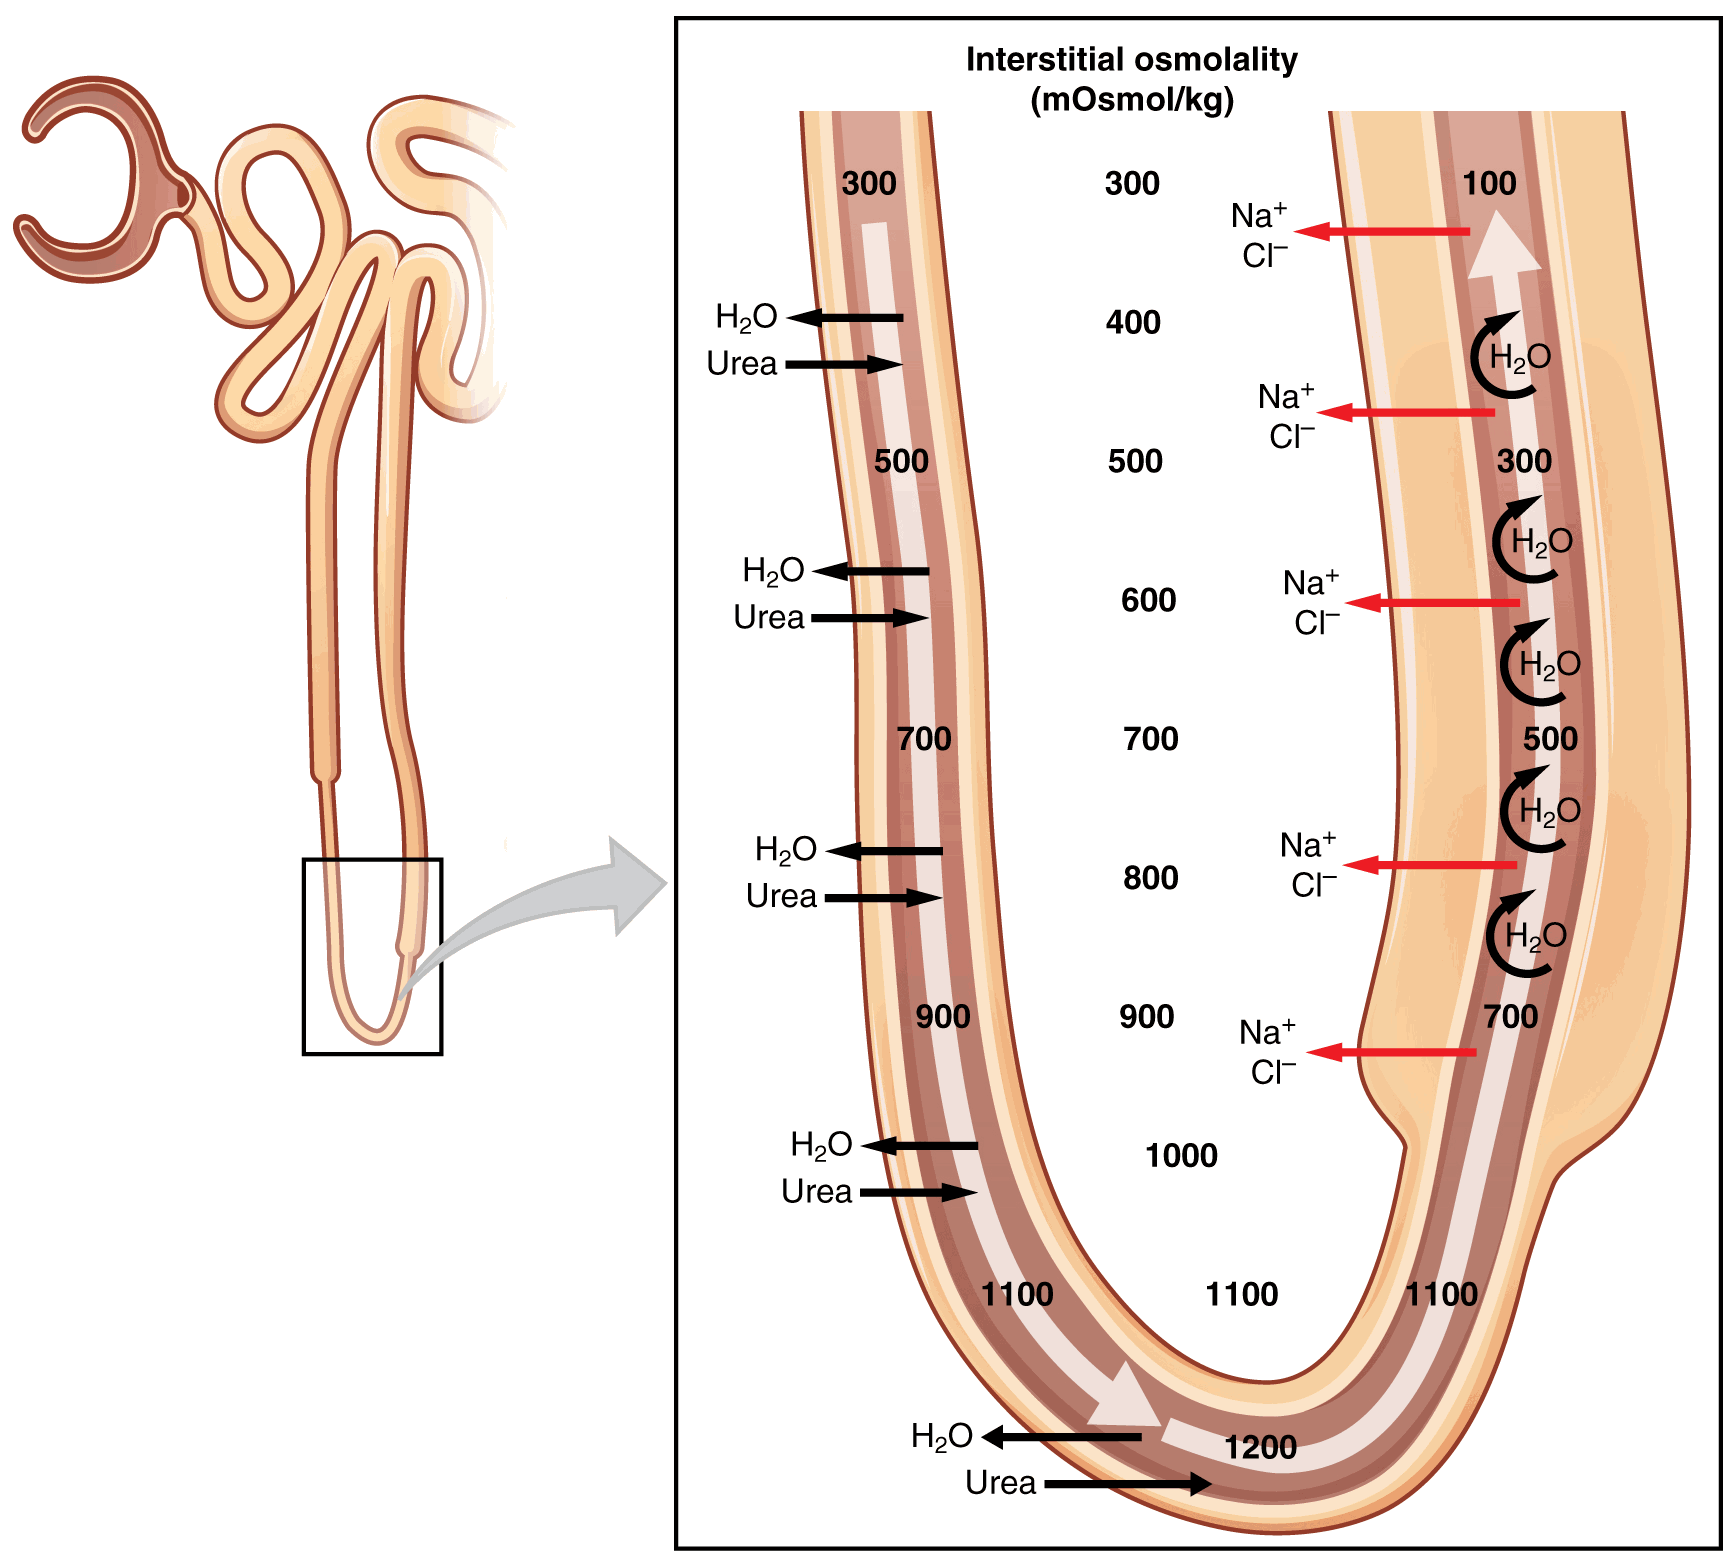 Interstitial osmolality
(mOsmol/kg)
300 300 100
Na⁺
Cl⁻
H₂O 400
Urea
H₂O
Na⁺
Cl⁻
500 500 300
H₂O
H₂O 600 Na⁺
Urea Cl⁻
H₂O
700 700 500
H₂O
H₂O Na⁺
Urea 800 Cl⁻
H₂O
900 900 700
Na⁺
Cl⁻
H₂O 1000
Urea
1100 1100 1100
H₂O 1200
Urea